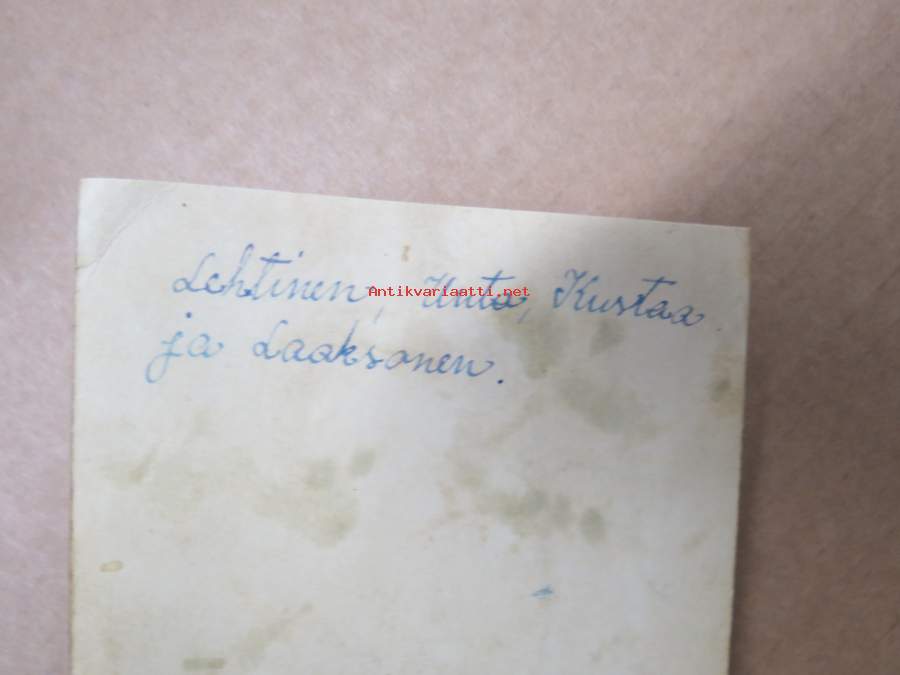 Lehtinen, Unto, Kustaa
Antikvariaatti.net
ja Laaksonen.